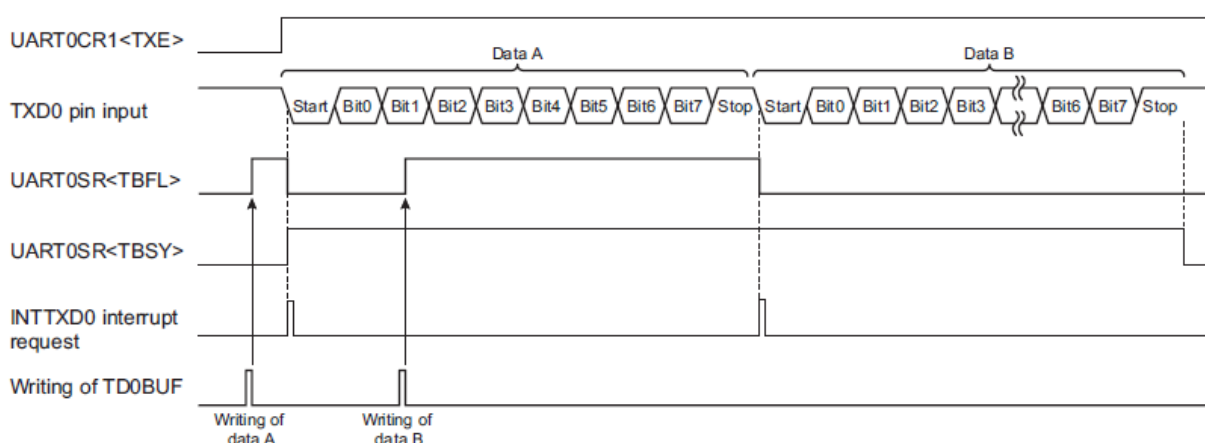 UART0CR1<TXE>
Data A
Data B
TXD0 pin input
Start Bit0 Bit1 Bit2 Bit3 Bit4 Bit5 Bit6 Bit7 Stop Start Bit0 Bit1 Bit2 Bit3 Bit6 Bit7 Stop
UART0SR<TBFL>
UART0SR<TBSY>
INTTXD0 interrupt
request
Writing of TD0BUF
Writing of
data A
Writing of
data B